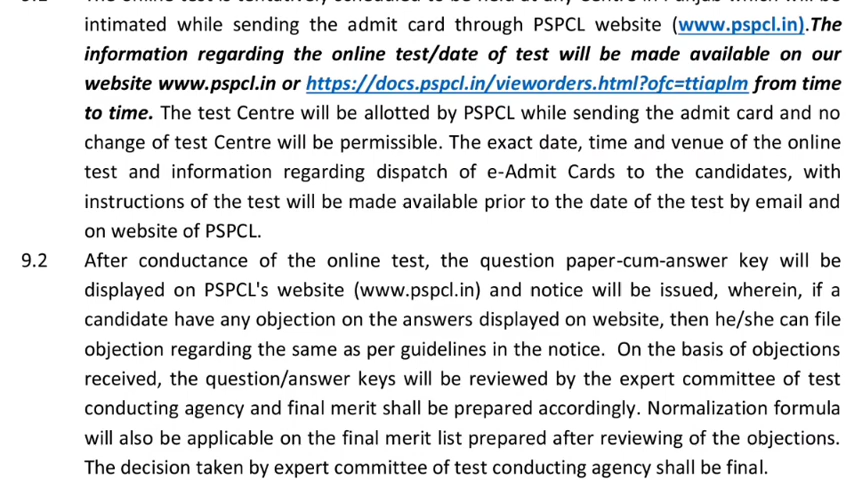 intimated while sending the admit card through PSPCL website (www.pspcl.in).The
information regarding the online test/date of test will be made available on our
website www.pspcl.in or https://docs.pspcl.in/vieworders.html?ofc=ttiaplm from time
to time. The test Centre will be allotted by PSPCL while sending the admit card and no
change of test Centre will be permissible. The exact date, time and venue of the online
test and information regarding dispatch of e-Admit Cards to the candidates, with
instructions of the test will be made available prior to the date of the test by email and
on website of PSPCL.
9.2 After conductance of the online test, the question paper-cum-answer key will be
displayed on PSPCL's website (www.pspcl.in) and notice will be issued, wherein, if a
candidate have any objection on the answers displayed on website, then he/she can file
objection regarding the same as per guidelines in the notice. On the basis of objections
received, the question/answer keys will be reviewed by the expert committee of test
conducting agency and final merit shall be prepared accordingly. Normalization formula
will also be applicable on the final merit list prepared after reviewing of the objections.
The decision taken by expert committee of test conducting agency shall be final.